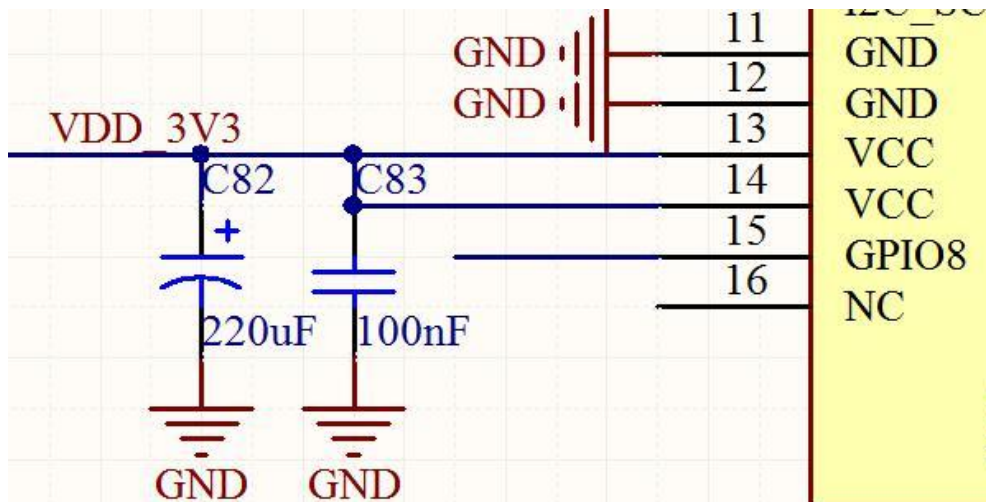 11
GND GND
12
GND GND
VDD_3V3 13
VCC
C82 C83 14
VCC
+ 15
GPIO8
16
NC
220uF 100nF
GND GND